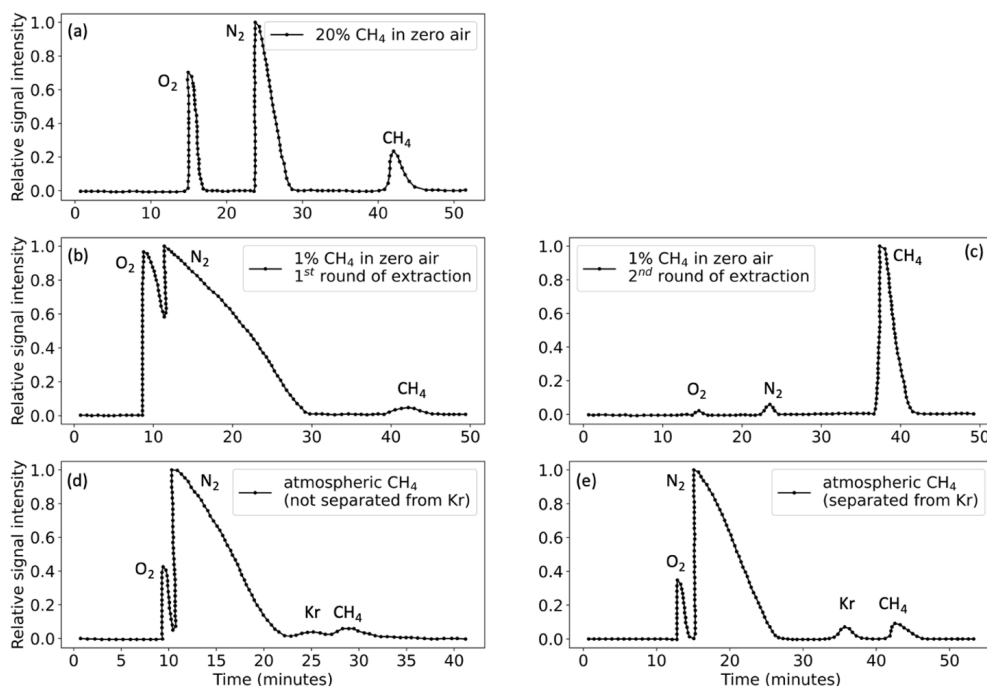 (a)
20% CH₄ in zero air
O₂
N₂
CH₄
Relative signal intensity
1.0
0.8
0.6
0.4
0.2
0.0
0 10 20 30 40 50
(b)
1% CH₄ in zero air
1ˢᵗ round of extraction
O₂
N₂
CH₄
Relative signal intensity
1.0
0.8
0.6
0.4
0.2
0.0
0 10 20 30 40 50
(c)
1% CH₄ in zero air
2ⁿᵈ round of extraction
O₂
N₂
CH₄
1.0
0.8
0.6
0.4
0.2
0.0
0 10 20 30 40 50
(d)
atmospheric CH₄
(not separated from Kr)
O₂
N₂
Kr
CH₄
Relative signal intensity
1.0
0.8
0.6
0.4
0.2
0.0
0 5 10 15 20 25 30 35 40
Time (minutes)
(e)
atmospheric CH₄
(separated from Kr)
N₂
O₂
Kr
CH₄
1.0
0.8
0.6
0.4
0.2
0.0
0 10 20 30 40 50
Time (minutes)